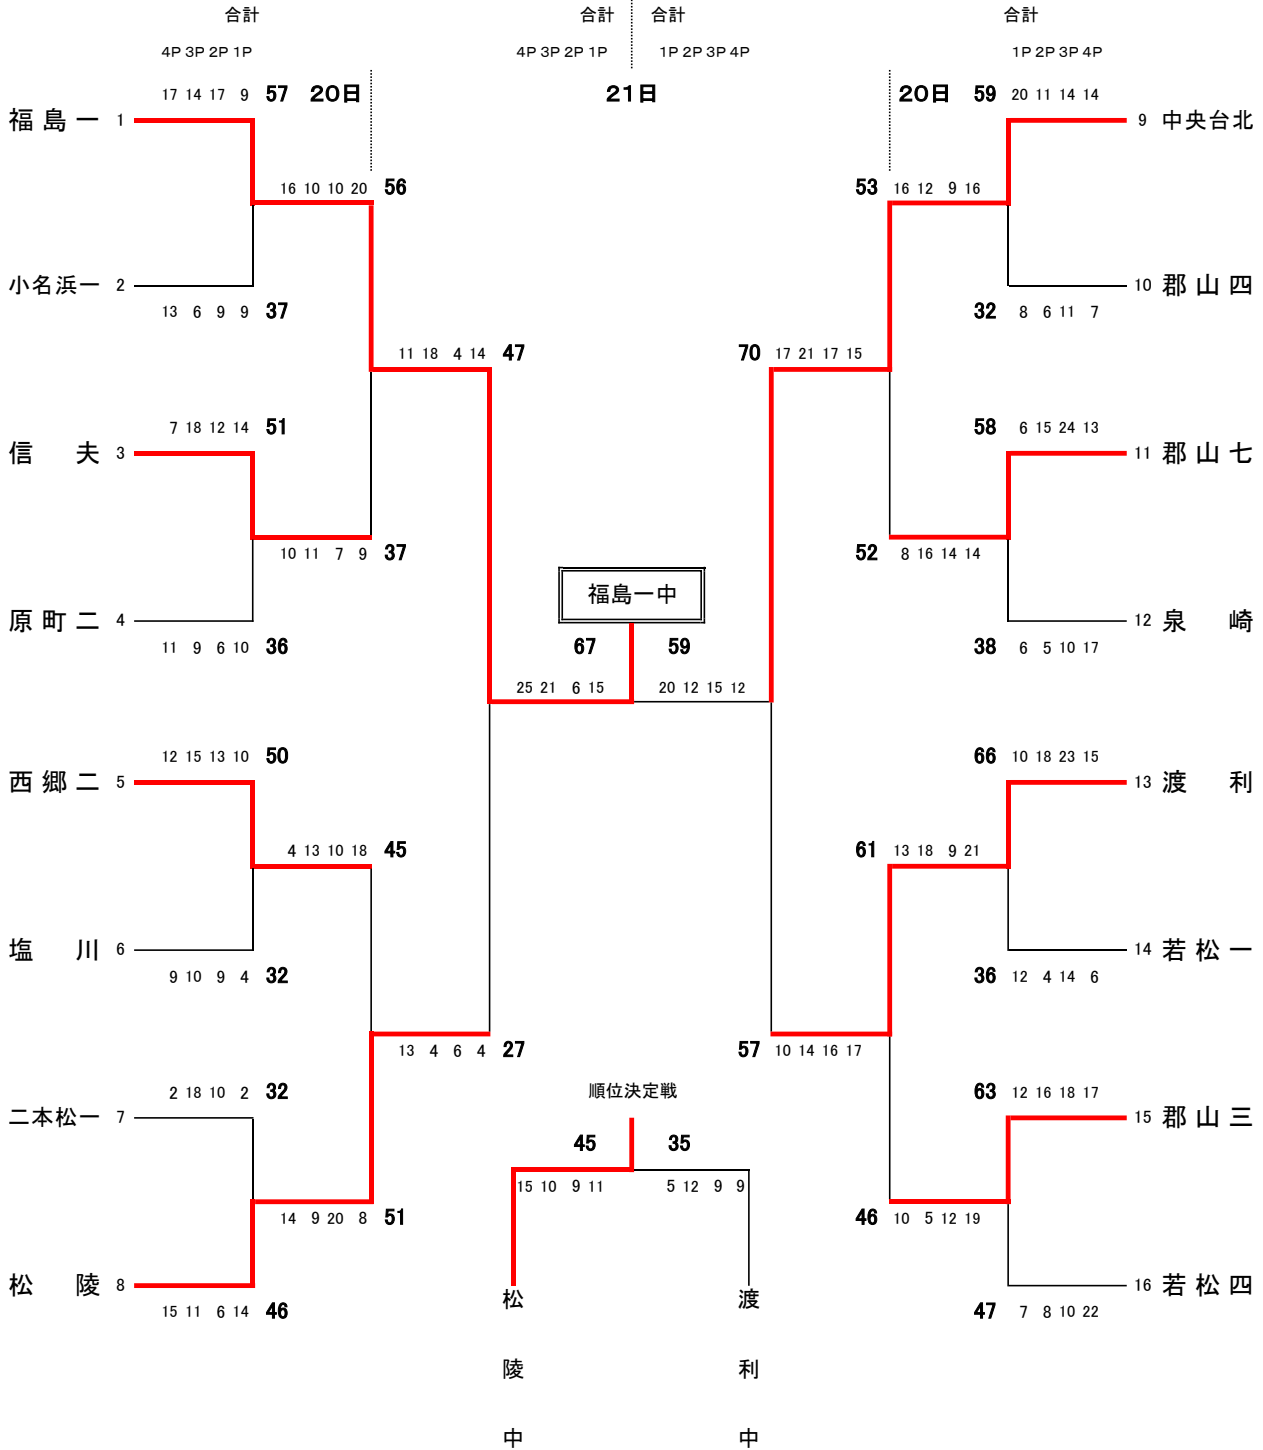 合計 合計 合計 合計
4P 3P 2P 1P 4P 3P 2P 1P 1P 2P 3P 4P 1P 2P 3P 4P
17 14 17 9 57 20日 21日 20日 59 20 11 14 14
福島一 1 9 中央台北
16 10 10 20 56 53 16 12 9 16
小名浜一 2 10 郡山四
13 6 9 9 37 32 8 6 11 7
11 18 4 14 47 70 17 21 17 15
7 18 12 14 51 58 6 15 24 13
信夫 3 11 郡山七
10 11 7 9 37 52 8 16 14 14
福島一中
原町二 4 12 泉崎
11 9 6 10 36 67 59 38 6 5 10 17
25 21 6 15 20 12 15 12
12 15 13 10 50 66 10 18 23 15
西郷二 5 13 渡利
4 13 10 18 45 61 13 18 9 21
塩川 6 14 若松一
9 10 9 4 32 36 12 4 14 6
13 4 6 4 27 57 10 14 16 17
2 18 10 2 32 順位決定戦 63 12 16 18 17
二本松一 7 15 郡山三
45 35
15 10 9 11 5 12 9 9
14 9 20 8 51 46 10 5 12 19
松陵 8 16 若松四
15 11 6 14 46 47 7 8 10 22
松陵中
渡利中